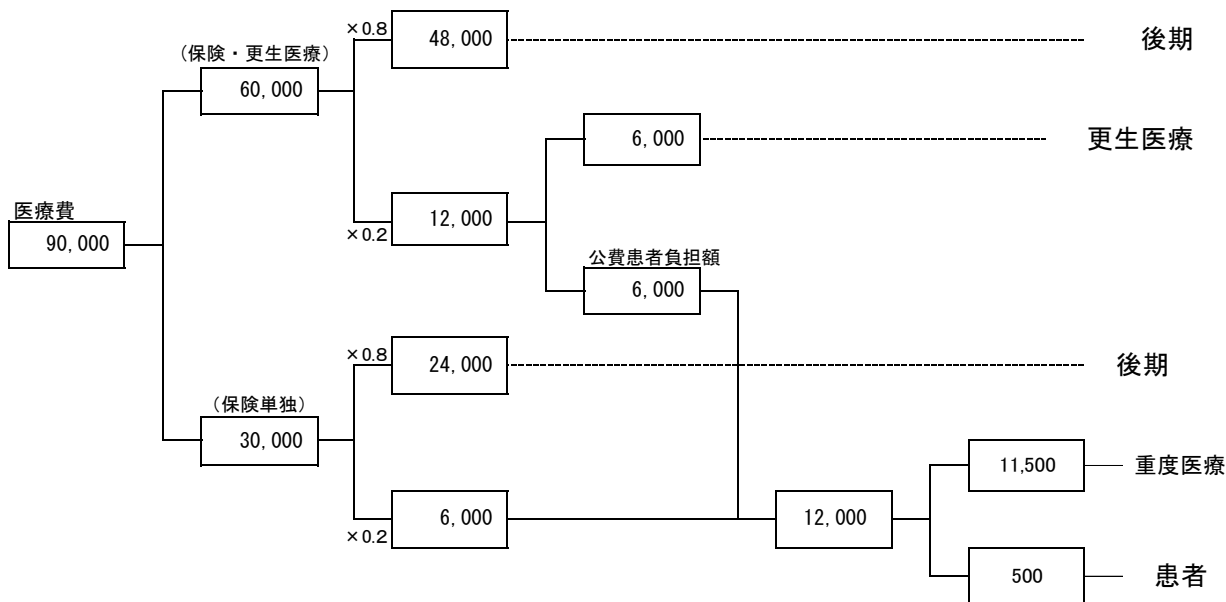 ×0.8
48,000
後期
(保険・更生医療)
60,000
6,000
更生医療
医療費
90,000
12,000
×0.2
公費患者負担額
6,000
×0.8
24,000
後期
(保険単独)
30,000
11,500
重度医療
6,000
12,000
×0.2
500
患者